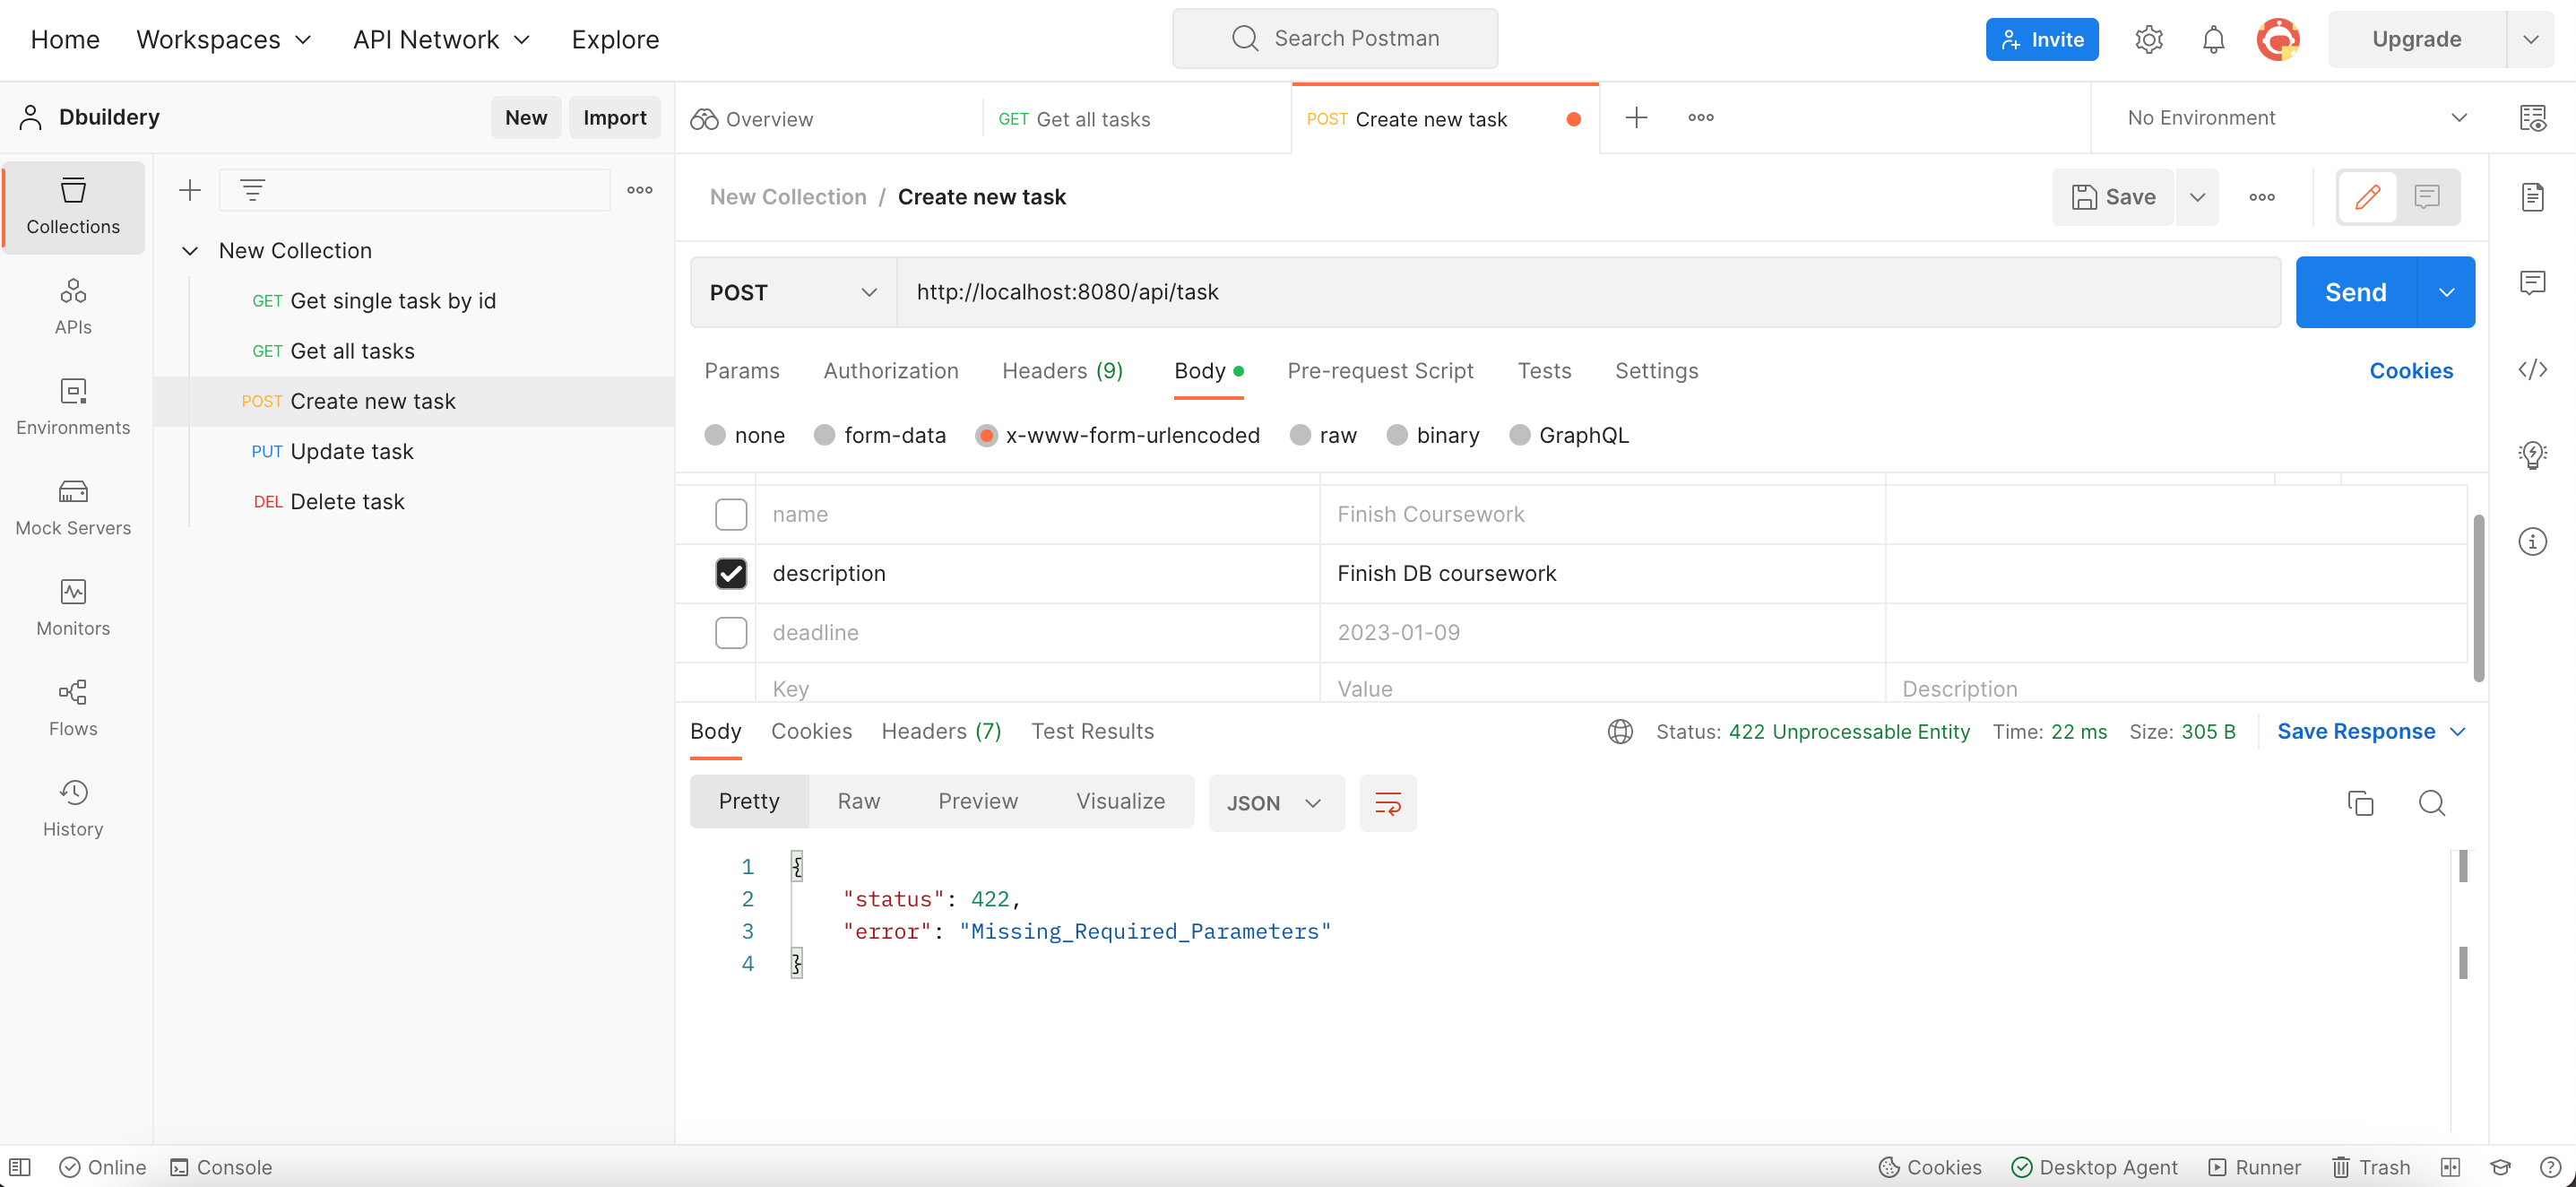 Home Workspaces API Network Explore Search Postman Invite Upgrade
Dbuildery New Import
Overview GET Get all tasks POST Create new task No Environment
Collections
APIs
Environments
Mock Servers
Monitors
Flows
History
New Collection
GET Get single task by id
GET Get all tasks
POST Create new task
PUT Update task
DEL Delete task
New Collection / Create new task Save
POST http://localhost:8080/api/task Send
Params Authorization Headers (9) Body Pre-request Script Tests Settings Cookies
none form-data x-www-form-urlencoded raw binary GraphQL
name Finish Coursework
description Finish DB coursework
deadline 2023-01-09
Key Value Description
Body Cookies Headers (7) Test Results Status: 422 Unprocessable Entity Time: 22 ms Size: 305 B Save Response
Pretty Raw Preview Visualize JSON
1 {
2 "status": 422,
3 "error": "Missing_Required_Parameters"
4 }
Online Console Cookies Desktop Agent Runner Trash